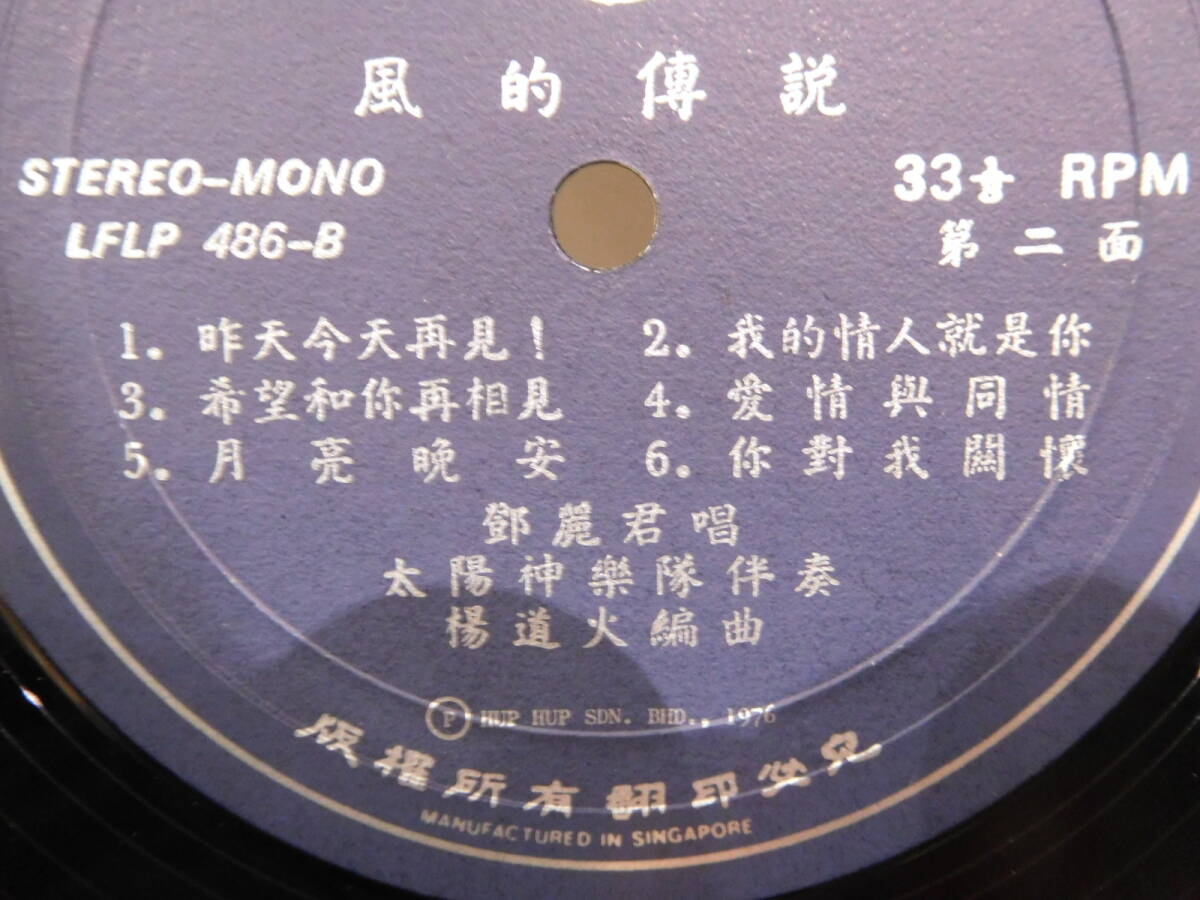 風的傳説
STEREO-MONO
33⅓ RPM
LFLP 486-B
第二面
1. 昨天今天再見！ 2. 我的情人就是你
3. 希望和你再相見 4. 愛情與同情
5. 月亮晚安 6. 你對我關懷
鄧麗君唱
太陽神樂隊伴奏
楊道火編曲
Ⓟ HUP HUP SDN. BHD., 1976
版權所有翻印必究
MANUFACTURED IN SINGAPORE